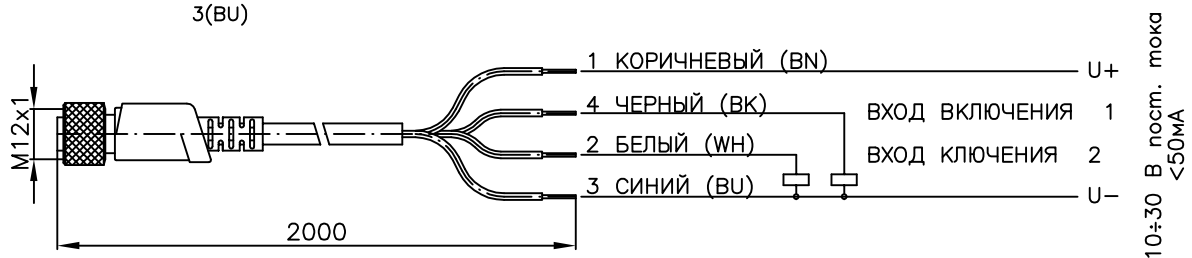 3(BU)
1 КОРИЧНЕВЫЙ (BN)
U+
4 ЧЕРНЫЙ (BK)
ВХОД ВКЛЮЧЕНИЯ 1
2 БЕЛЫЙ (WH)
ВХОД КЛЮЧЕНИЯ 2
3 СИНИЙ (BU)
U−
M12x1
2000
10÷30 В пост. тока
<50мА